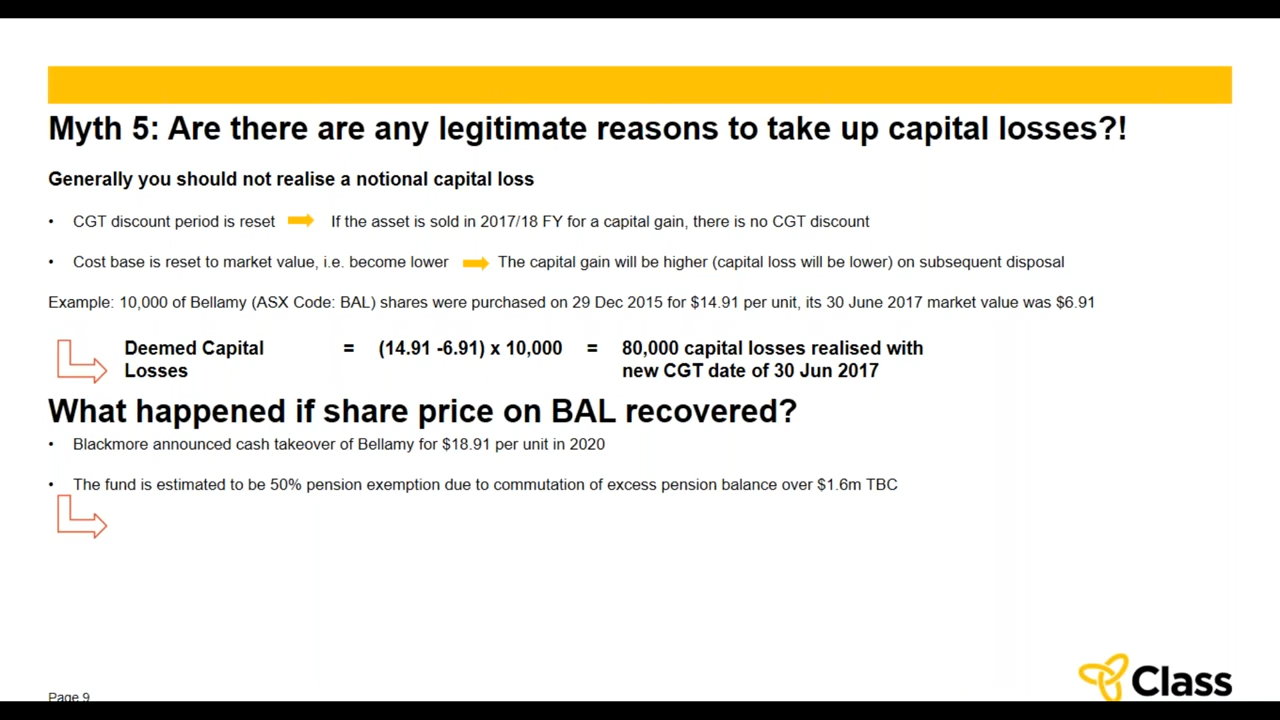 Myth 5: Are there are any legitimate reasons to take up capital losses?!
Generally you should not realise a notional capital loss
• CGT discount period is reset If the asset is sold in 2017/18 FY for a capital gain, there is no CGT discount
• Cost base is reset to market value, i.e. become lower The capital gain will be higher (capital loss will be lower) on subsequent disposal
Example: 10,000 of Bellamy (ASX Code: BAL) shares were purchased on 29 Dec 2015 for $14.91 per unit, its 30 June 2017 market value was $6.91
Deemed Capital = (14.91 -6.91) x 10,000 = 80,000 capital losses realised with
Losses new CGT date of 30 Jun 2017
What happened if share price on BAL recovered?
• Blackmore announced cash takeover of Bellamy for $18.91 per unit in 2020
• The fund is estimated to be 50% pension exemption due to commutation of excess pension balance over $1.6m TBC
Class
Page 9